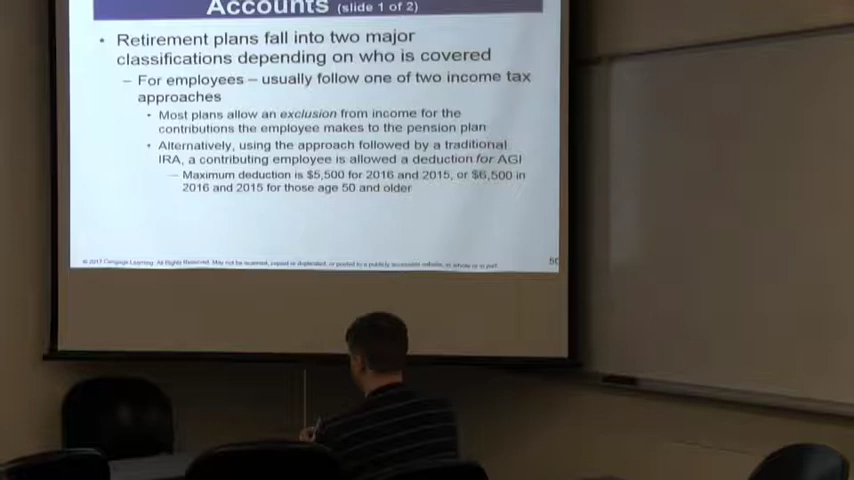 Accounts (slide 1 of 2)
• Retirement plans fall into two major
classifications depending on who is covered
– For employees – usually follow one of two income tax
approaches
• Most plans allow an exclusion from income for the
contributions the employee makes to the pension plan
• Alternatively, using the approach followed by a traditional
IRA, a contributing employee is allowed a deduction for AGI
— Maximum deduction is $5,500 for 2016 and 2015, or $6,500 in
2016 and 2015 for those age 50 and older
© 2017 Cengage Learning. All Rights Reserved. May not be scanned, copied or duplicated, or posted to a publicly accessible website, in whole or in part.
50